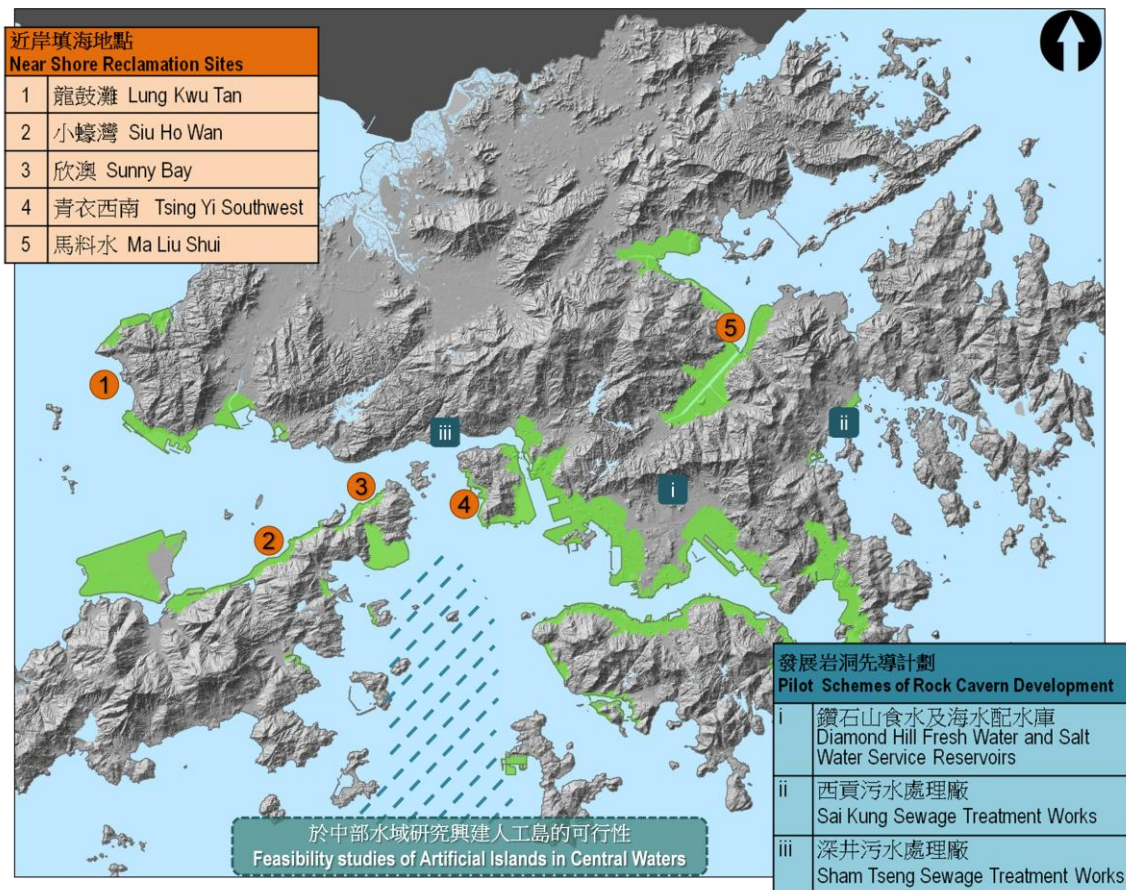 近岸填海地點
Near Shore Reclamation Sites
1 龍鼓灘 Lung Kwu Tan
2 小蠔灣 Siu Ho Wan
3 欣澳 Sunny Bay
4 青衣西南 Tsing Yi Southwest
5 馬料水 Ma Liu Shui
5
1
ii
iii
3
i
4
2
發展岩洞先導計劃
Pilot Schemes of Rock Cavern Development
i 鑽石山食水及海水配水庫
Diamond Hill Fresh Water and Salt
Water Service Reservoirs
ii 西貢污水處理廠
Sai Kung Sewage Treatment Works
iii 深井污水處理廠
Sham Tseng Sewage Treatment Works
於中部水域研究興建人工島的可行性
Feasibility studies of Artificial Islands in Central Waters